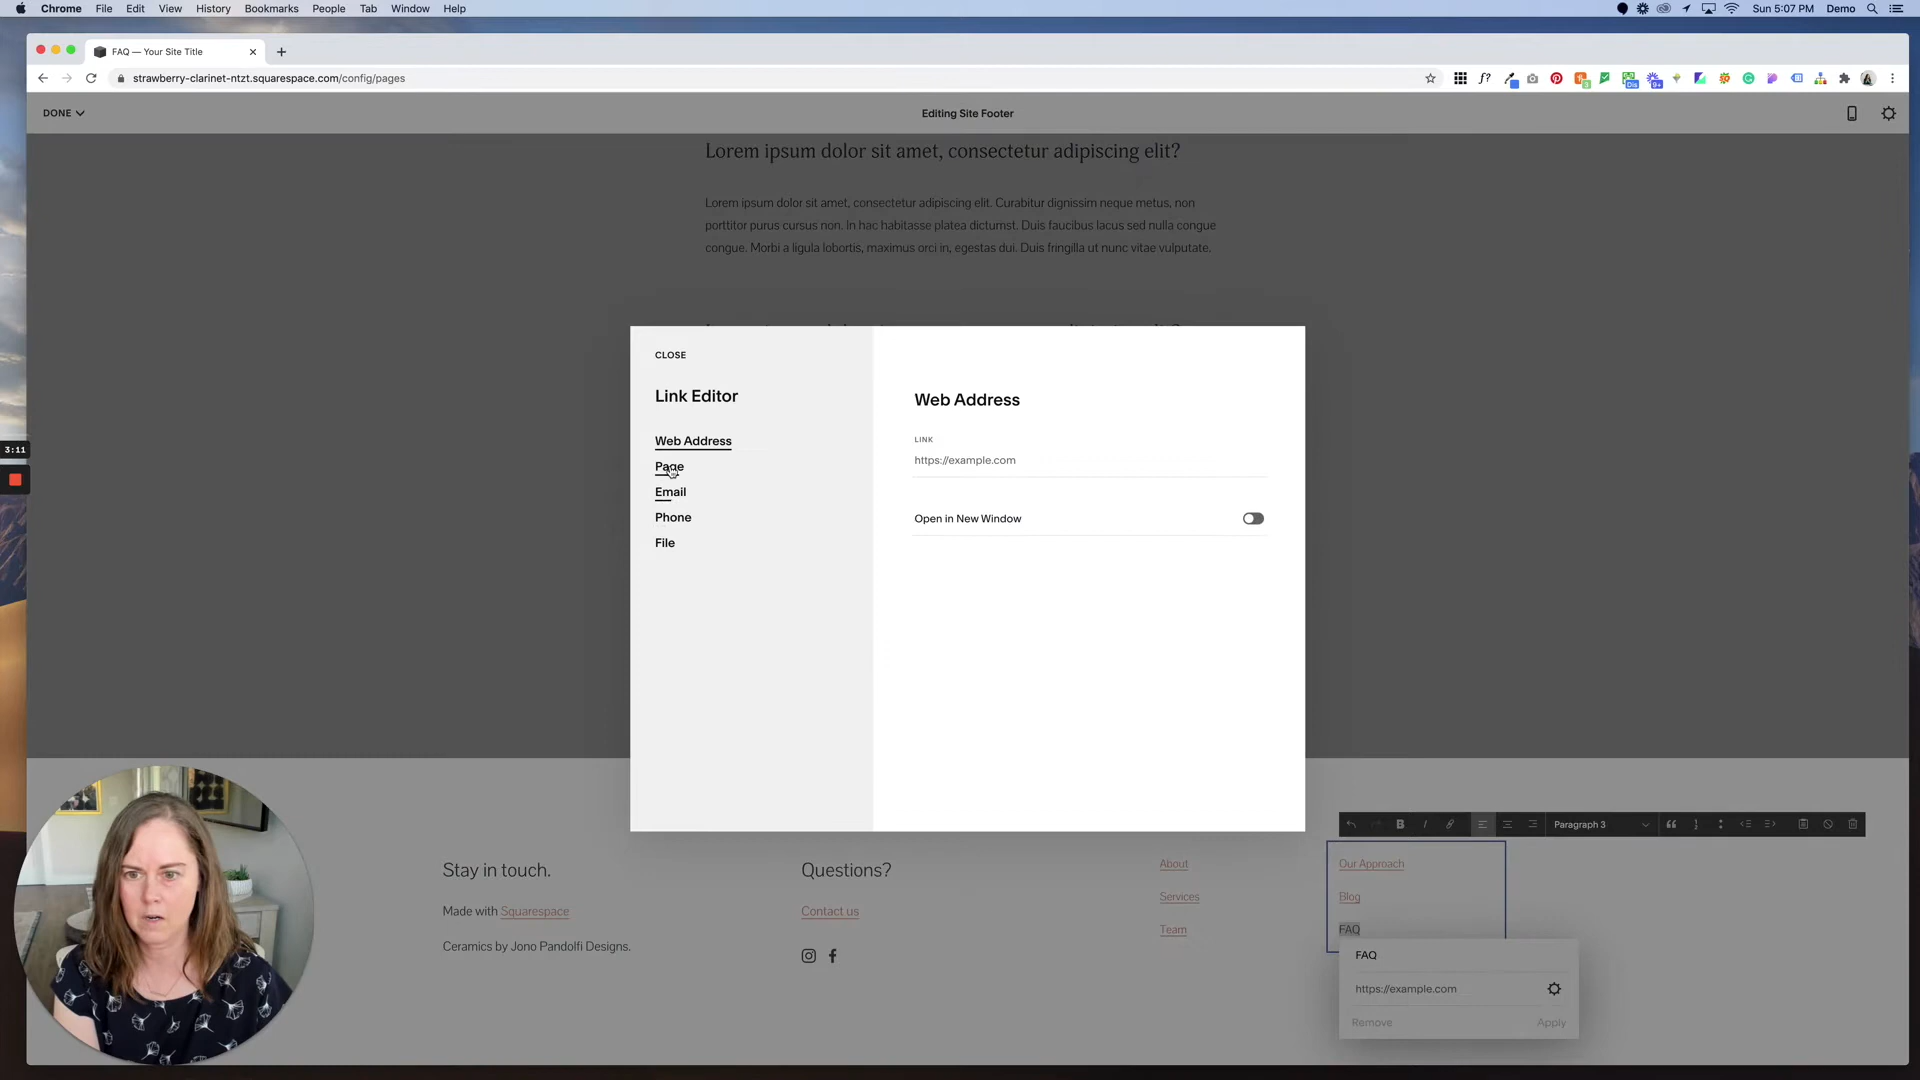 Chrome File Edit View History Bookmarks People Tab Window Help
Sun 5:07 PM Demo
FAQ — Your Site Title
strawberry-clarinet-ntzt.squarespace.com/config/pages
DONE
Editing Site Footer
Lorem ipsum dolor sit amet, consectetur adipiscing elit?
Lorem ipsum dolor sit amet, consectetur adipiscing elit. Curabitur dignissim neque metus, non
porttitor purus cursus non. In hac habitasse platea dictumst. Duis faucibus lacus sed nulla congue
congue. Morbi a ligula lobortis, maximus orci in, egestas dui. Duis fringilla ut nunc vitae vulputate.
CLOSE
Link Editor
Web Address
Page
Email
Phone
File
Web Address
LINK
https://example.com
Open in New Window
3:11
Paragraph 3
Stay in touch.
Made with Squarespace
Ceramics by Jono Pandolfi Designs.
Questions?
Contact us
About
Services
Team
Our Approach
Blog
FAQ
FAQ
https://example.com
Remove
Apply